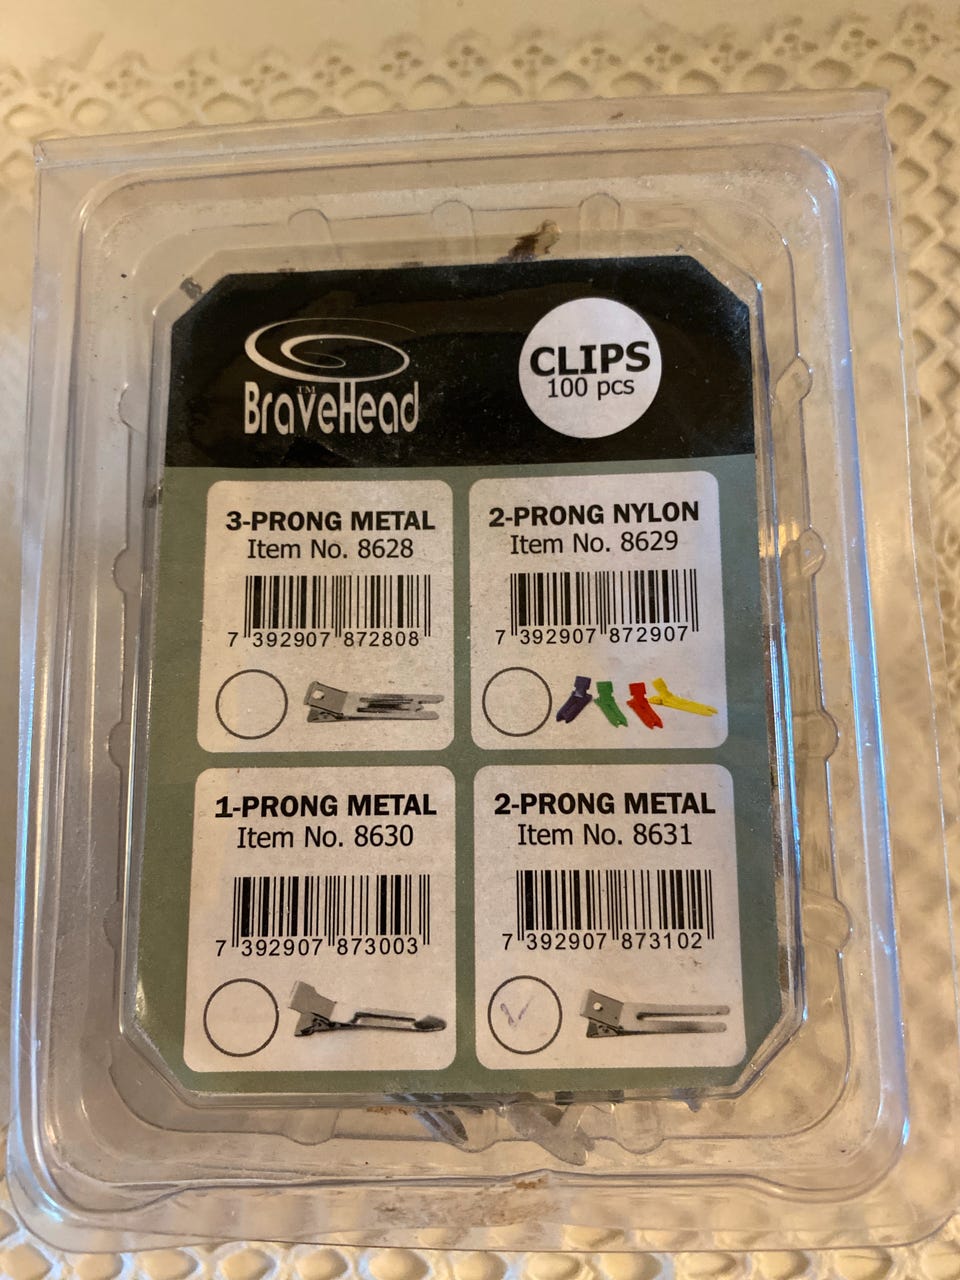 BraveHead
TM
CLIPS
100 pcs
3-PRONG METAL
Item No. 8628
7 392907 872808
2-PRONG NYLON
Item No. 8629
7 392907 872907
1-PRONG METAL
Item No. 8630
7 392907 873003
2-PRONG METAL
Item No. 8631
7 392907 873102